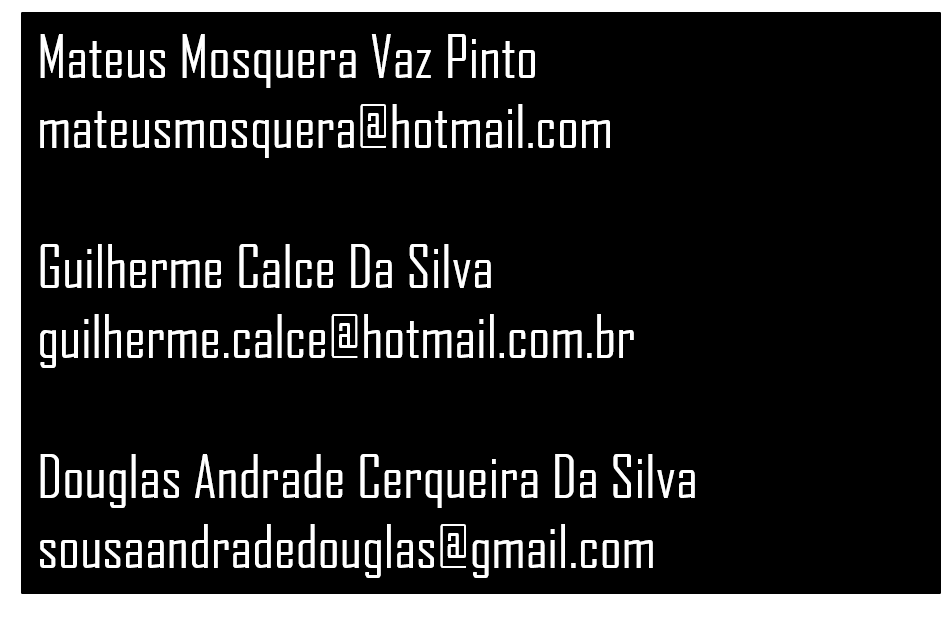 Mateus Mosquera Vaz Pinto
mateusmosquera@hotmail.com
Guilherme Calce Da Silva
guilherme.calce@hotmail.com.br
Douglas Andrade Cerqueira Da Silva
sousaandradedouglas@gmail.com